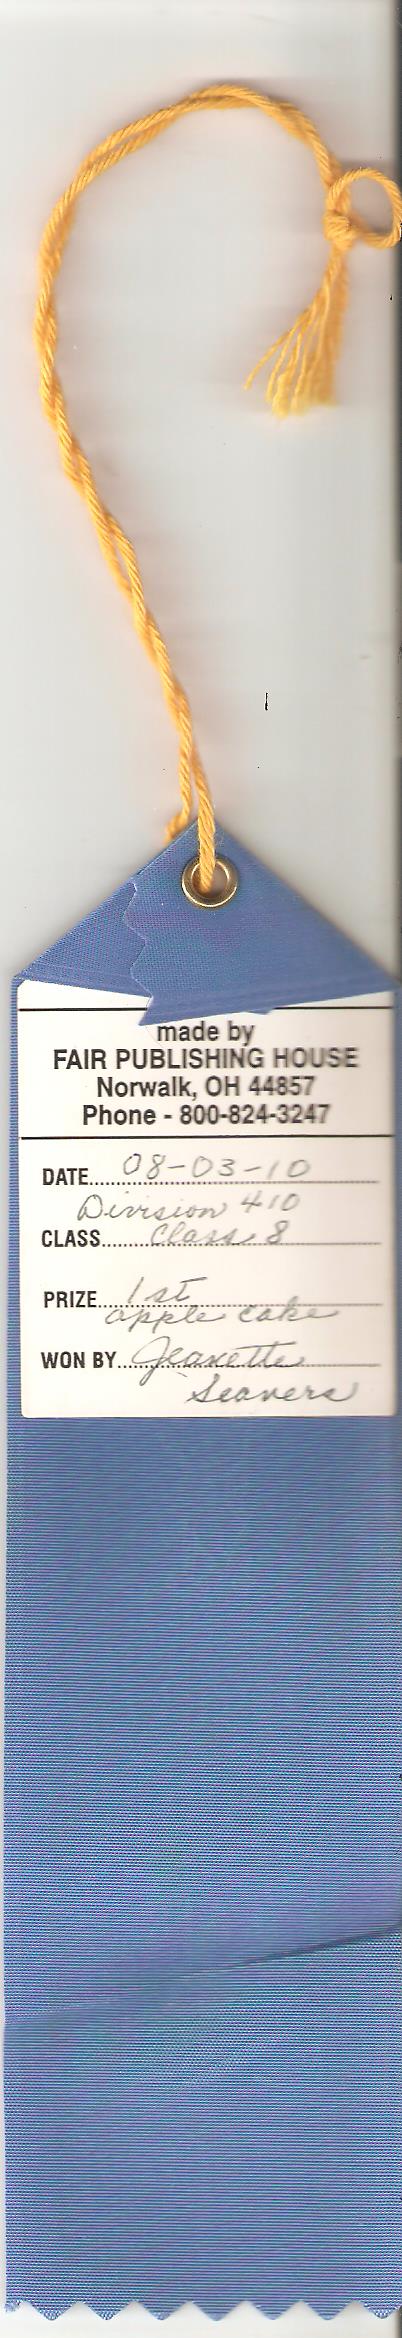 made by
FAIR PUBLISHING HOUSE
Norwalk, OH 44857
Phone - 800-824-3247
DATE....08-03-10
Division 410
CLASS....Class 8
PRIZE....1st
apple cake
WON BY....Jeanette
Seavers